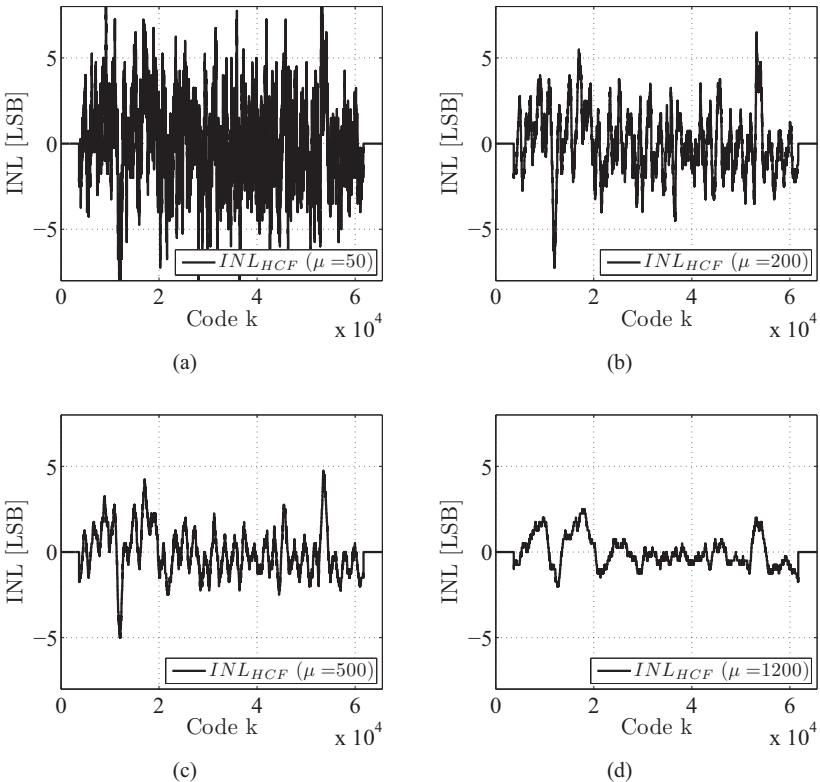 INL [LSB]
5
0
−5
INL_HCF (μ =50)
0 2 4 6
Code k
x 10^4
(a)
INL [LSB]
5
0
−5
INL_HCF (μ =200)
0 2 4 6
Code k
x 10^4
(b)
INL [LSB]
5
0
−5
INL_HCF (μ =500)
0 2 4 6
Code k
x 10^4
(c)
INL [LSB]
5
0
−5
INL_HCF (μ =1200)
0 2 4 6
Code k
x 10^4
(d)